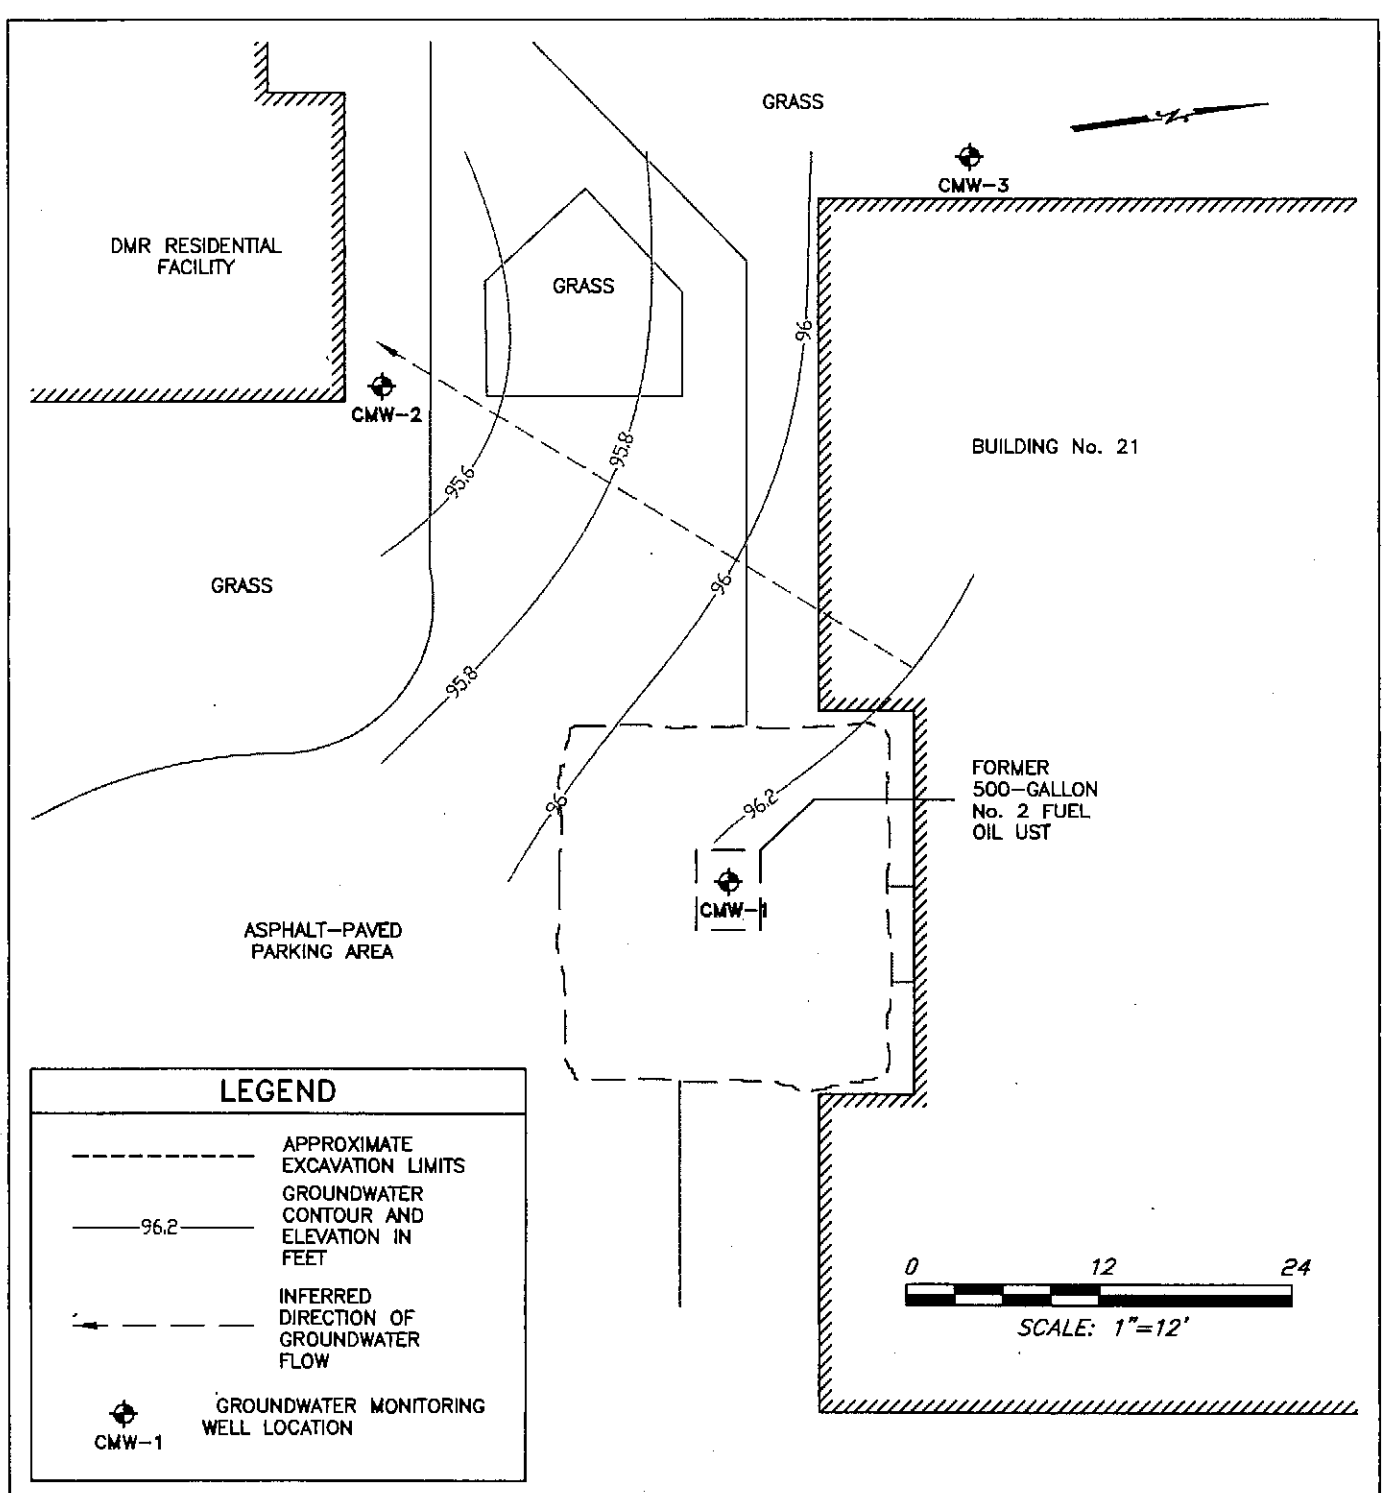 GRASS
N
CMW-3
DMR RESIDENTIAL
FACILITY
GRASS
96
CMW-2
95.8
95.6
BUILDING No. 21
GRASS
96
95.8
96.2
96
FORMER
500-GALLON
No. 2 FUEL
OIL UST
CMW-1
ASPHALT-PAVED
PARKING AREA
LEGEND
APPROXIMATE
EXCAVATION LIMITS
96.2
GROUNDWATER
CONTOUR AND
ELEVATION IN
FEET
INFERRED
DIRECTION OF
GROUNDWATER
FLOW
CMW-1
GROUNDWATER MONITORING
WELL LOCATION
0 12 24
SCALE: 1"=12'